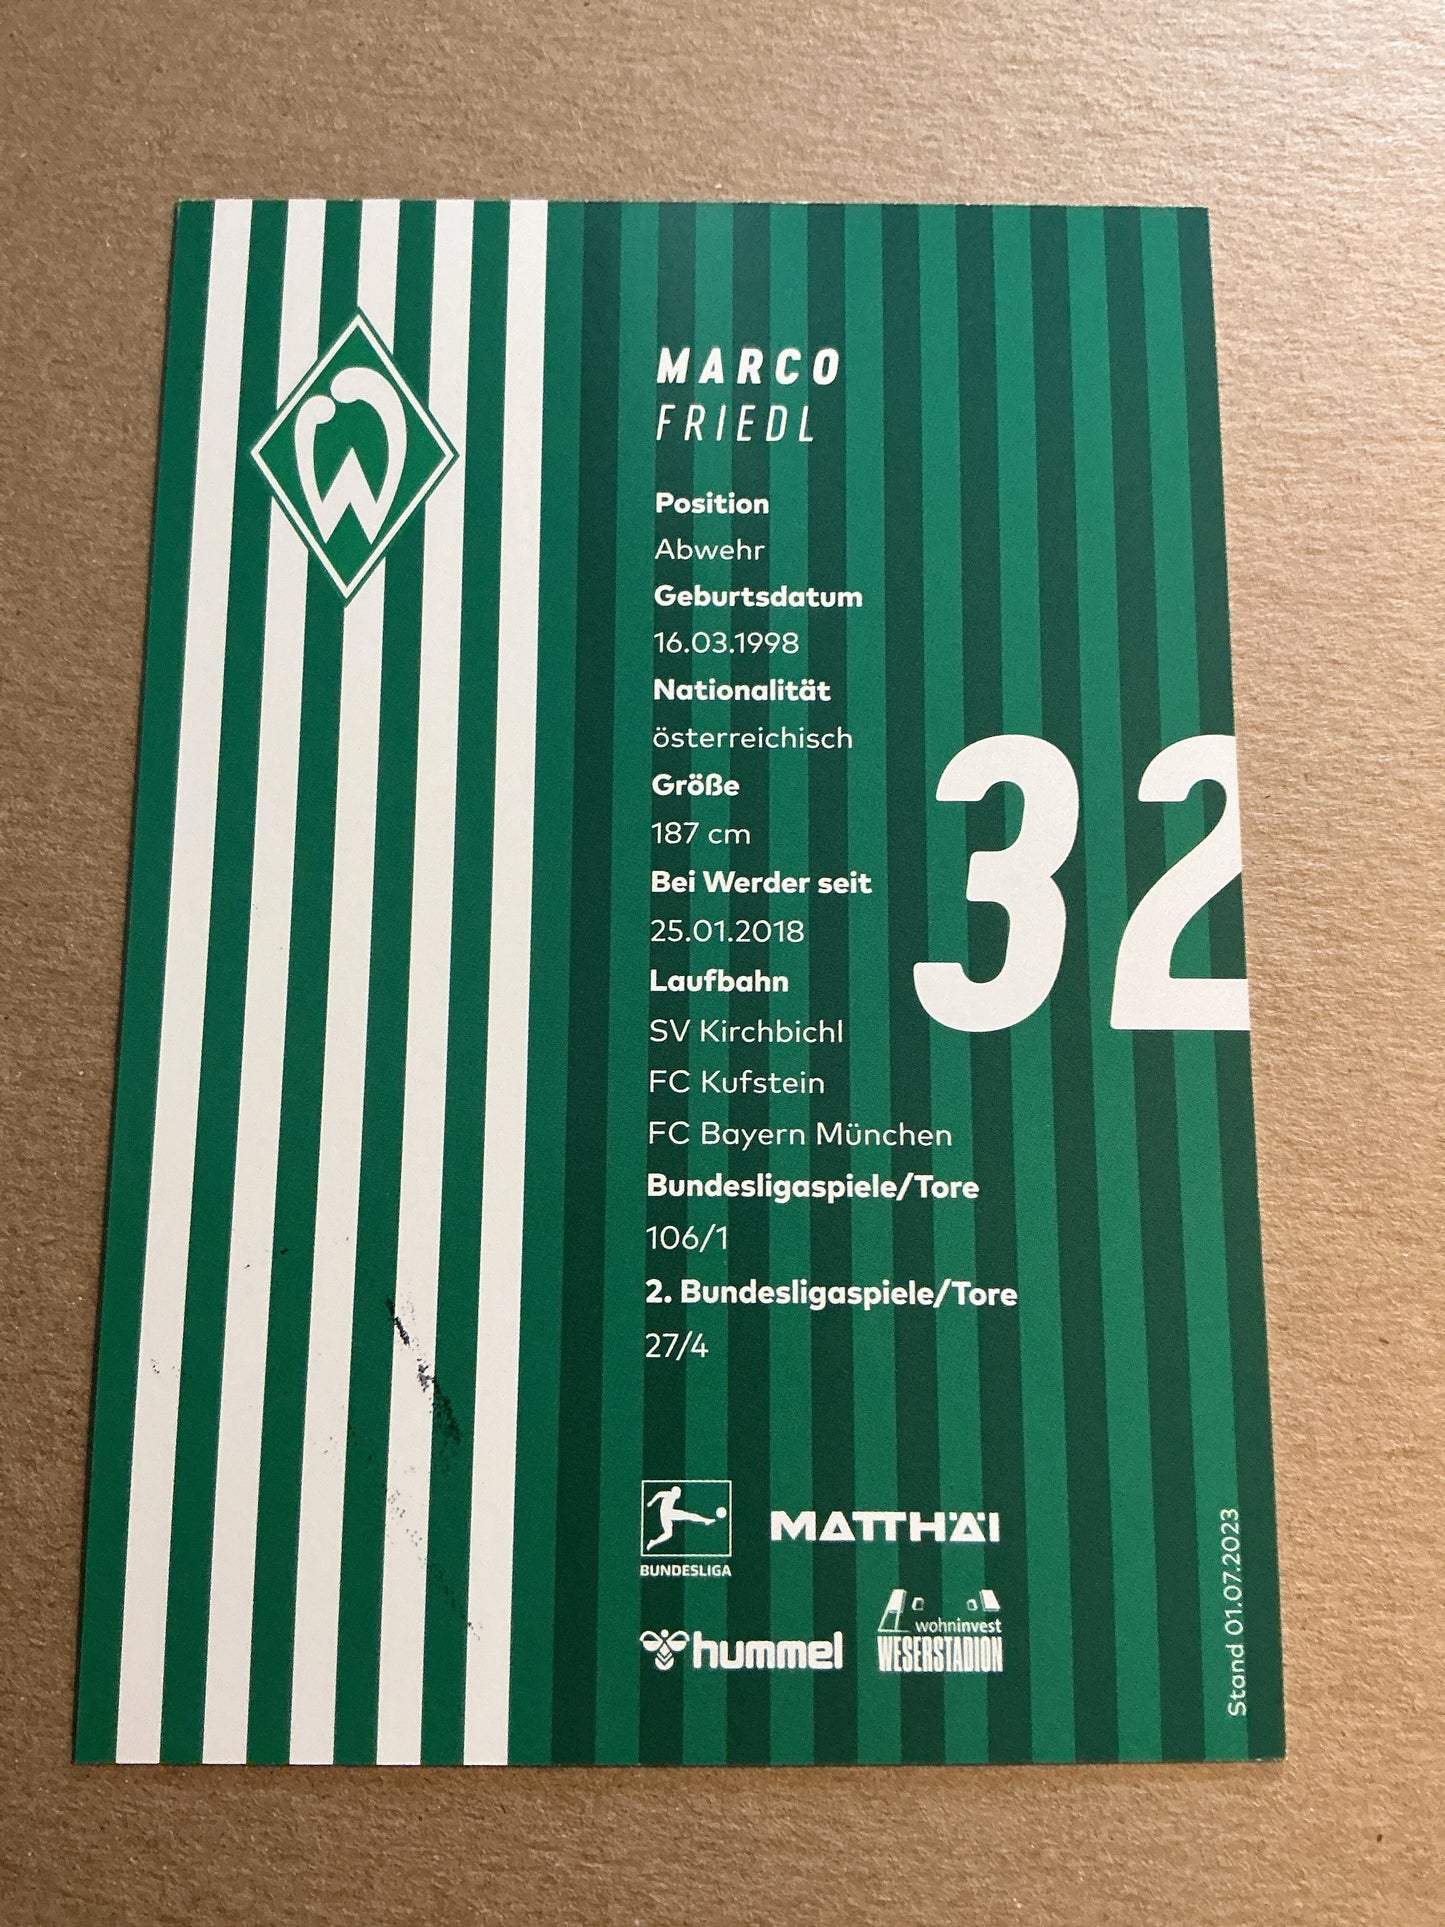 MARCO
FRIEDL
Position
Abwehr
Geburtsdatum
16.03.1998
Nationalität
österreichisch
Größe
187 cm
Bei Werder seit
25.01.2018
Laufbahn
SV Kirchbichl
FC Kufstein
FC Bayern München
Bundesligaspiele/Tore
106/1
2. Bundesligaspiele/Tore
27/4
32
W
BUNDESLIGA
MATTHÄI
hummel
wohninvest
WESERSTADION
Stand 01.07.2023